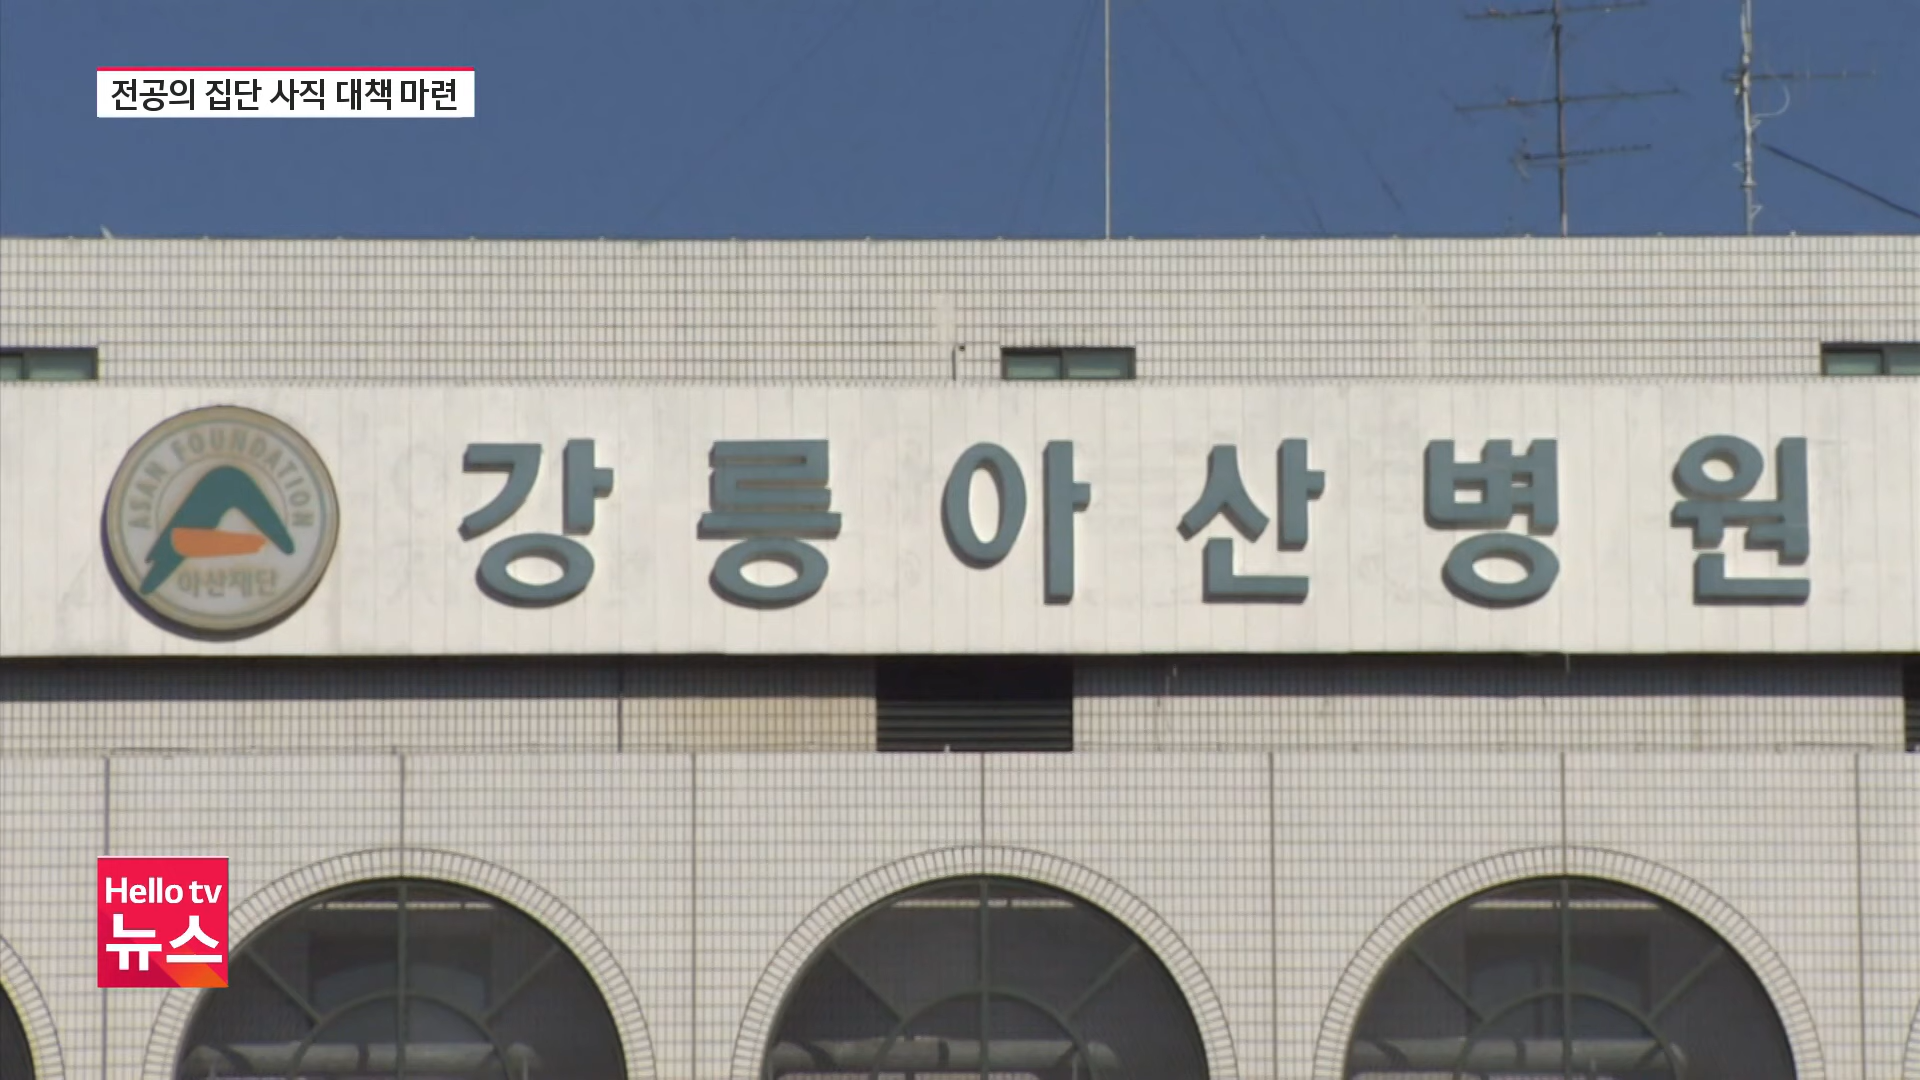 전공의 집단 사직 대책 마련
ASAN FOUNDATION
아산재단
강릉아산병원
Hello tv
뉴스